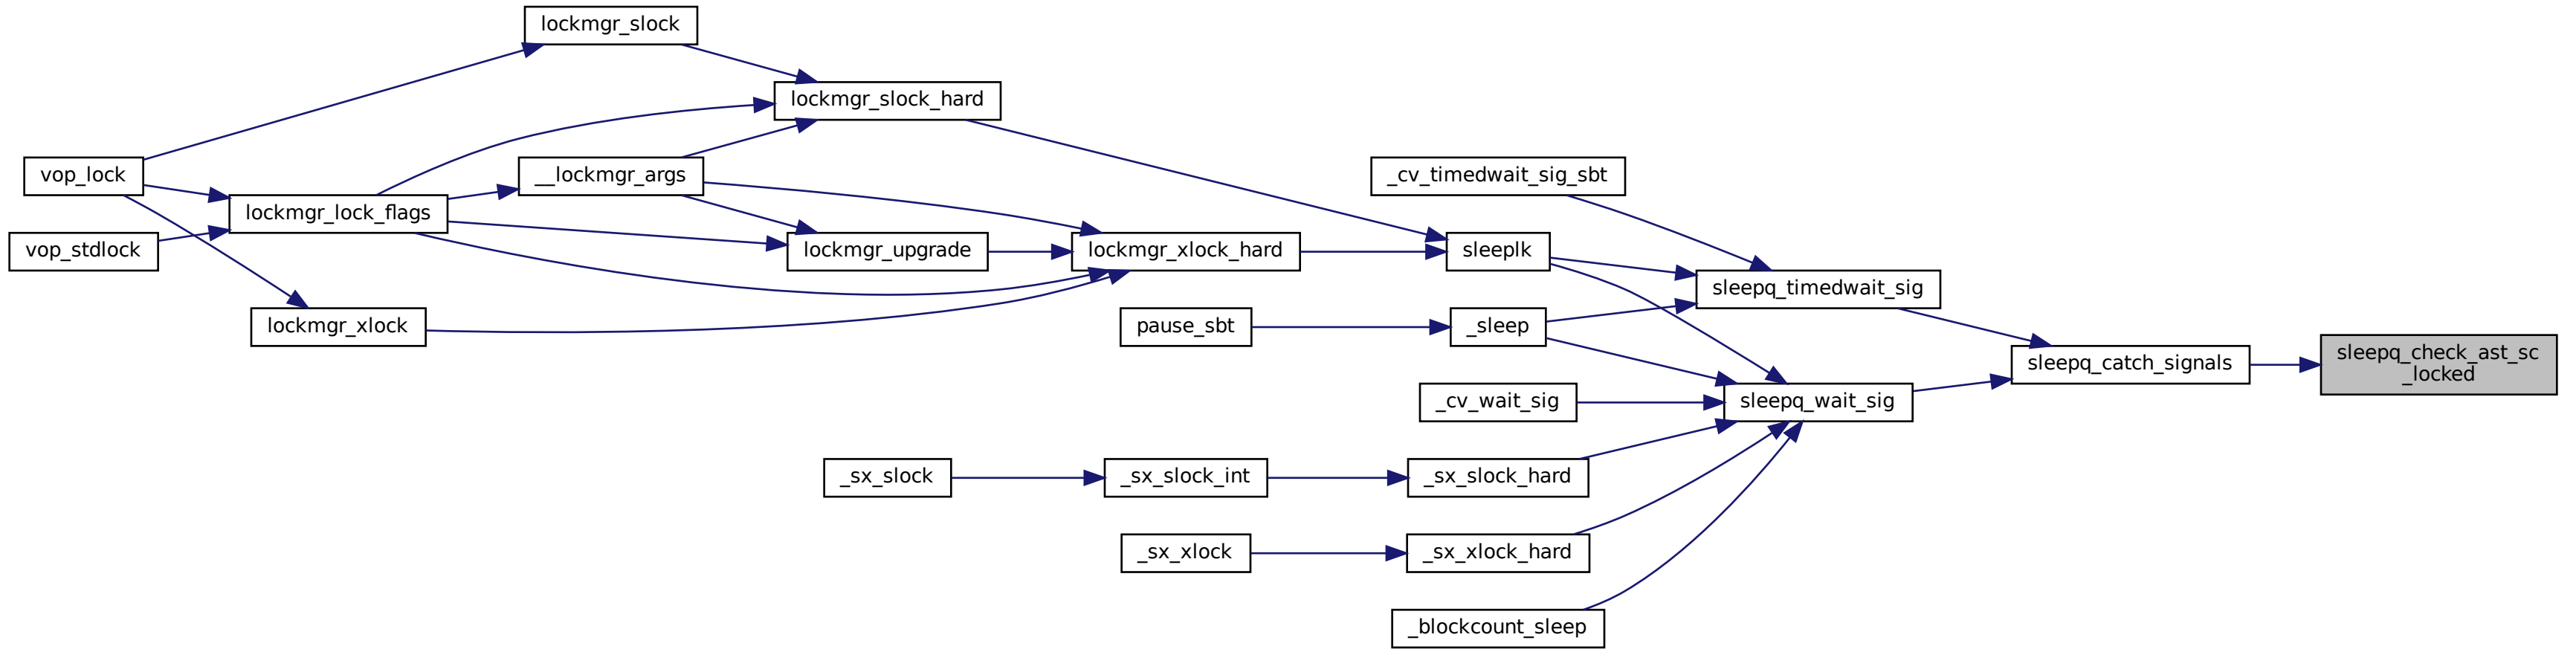 lockmgr_slock
lockmgr_slock_hard
vop_lock
__lockmgr_args
_cv_timedwait_sig_sbt
lockmgr_lock_flags
vop_stdlock
lockmgr_upgrade
lockmgr_xlock_hard
sleeplk
sleepq_timedwait_sig
lockmgr_xlock
pause_sbt
_sleep
sleepq_catch_signals
sleepq_check_ast_sc
_locked
_cv_wait_sig
sleepq_wait_sig
_sx_slock
_sx_slock_int
_sx_slock_hard
_sx_xlock
_sx_xlock_hard
_blockcount_sleep